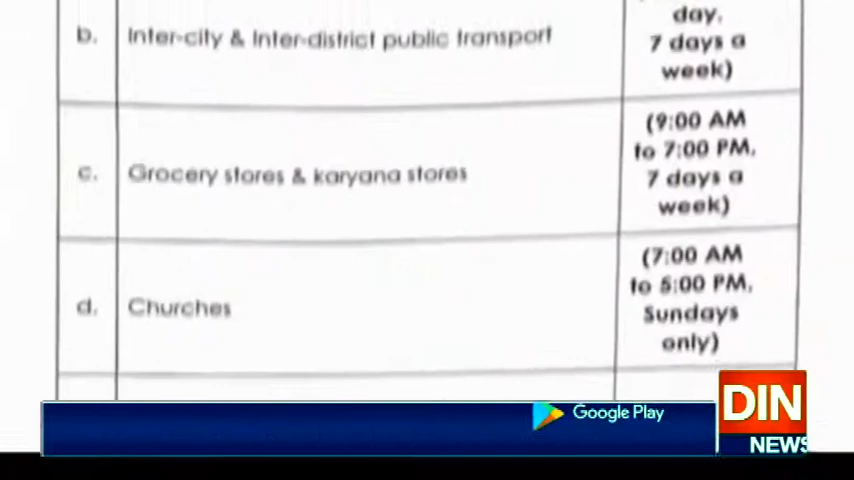 day,
b. Inter-city & Inter-district public transport
7 days a
week)
(9:00 AM
to 7:00 PM,
c. Grocery stores & karyana stores
7 days a
week)
(7:00 AM
to 5:00 PM,
d. Churches
Sundays
only)
Google Play
DIN
NEWS